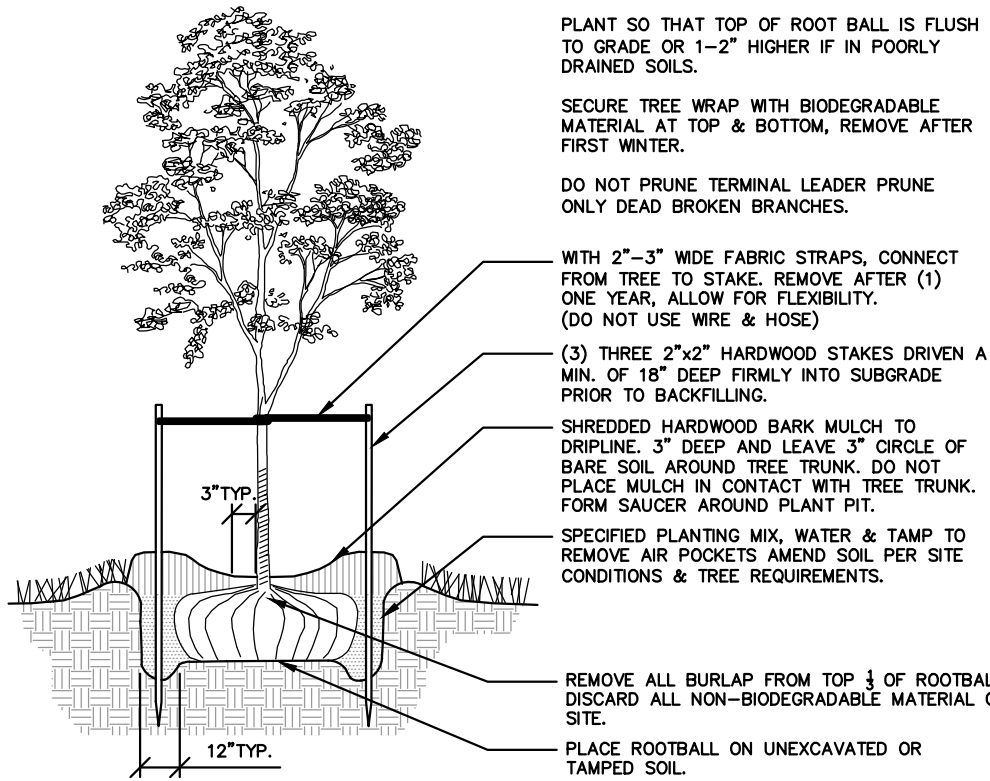 PLANT SO THAT TOP OF ROOT BALL IS FLUSH
TO GRADE OR 1-2" HIGHER IF IN POORLY
DRAINED SOILS.
SECURE TREE WRAP WITH BIODEGRADABLE
MATERIAL AT TOP & BOTTOM, REMOVE AFTER
FIRST WINTER.
DO NOT PRUNE TERMINAL LEADER PRUNE
ONLY DEAD BROKEN BRANCHES.
WITH 2"-3" WIDE FABRIC STRAPS, CONNECT
FROM TREE TO STAKE. REMOVE AFTER (1)
ONE YEAR, ALLOW FOR FLEXIBILITY.
(DO NOT USE WIRE & HOSE)
(3) THREE 2"x2" HARDWOOD STAKES DRIVEN A
MIN. OF 18" DEEP FIRMLY INTO SUBGRADE
PRIOR TO BACKFILLING.
SHREDDED HARDWOOD BARK MULCH TO
DRIPLINE. 3" DEEP AND LEAVE 3" CIRCLE OF
BARE SOIL AROUND TREE TRUNK. DO NOT
PLACE MULCH IN CONTACT WITH TREE TRUNK.
FORM SAUCER AROUND PLANT PIT.
3"TYP.
SPECIFIED PLANTING MIX, WATER & TAMP TO
REMOVE AIR POCKETS AMEND SOIL PER SITE
CONDITIONS & TREE REQUIREMENTS.
REMOVE ALL BURLAP FROM TOP 1/3 OF ROOTBAL
DISCARD ALL NON-BIODEGRADABLE MATERIAL
SITE.
12"TYP.
PLACE ROOTBALL ON UNEXCAVATED OR
TAMPED SOIL.